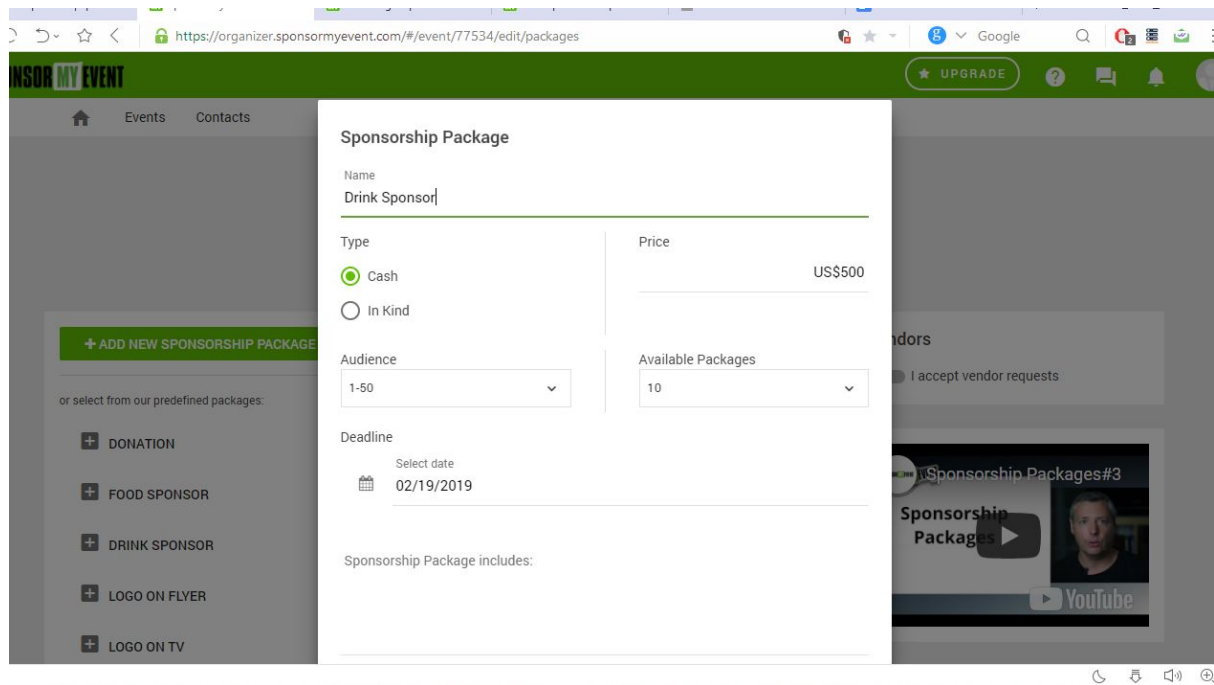 https://organizer.sponsormyevent.com/#/event/77534/edit/packages
Google
NSOR MY EVENT
UPGRADE
Events
Contacts
Sponsorship Package
Name
Drink Sponsor
Type
Price
Cash
US$500
In Kind
+ ADD NEW SPONSORSHIP PACKAGE
ndors
Audience
Available Packages
1-50
10
I accept vendor requests
or select from our predefined packages:
DONATION
Deadline
Select date
02/19/2019
Sponsorship Packages#3
FOOD SPONSOR
Sponsorship
Packages
DRINK SPONSOR
Sponsorship Package includes:
LOGO ON FLYER
YouTube
LOGO ON TV